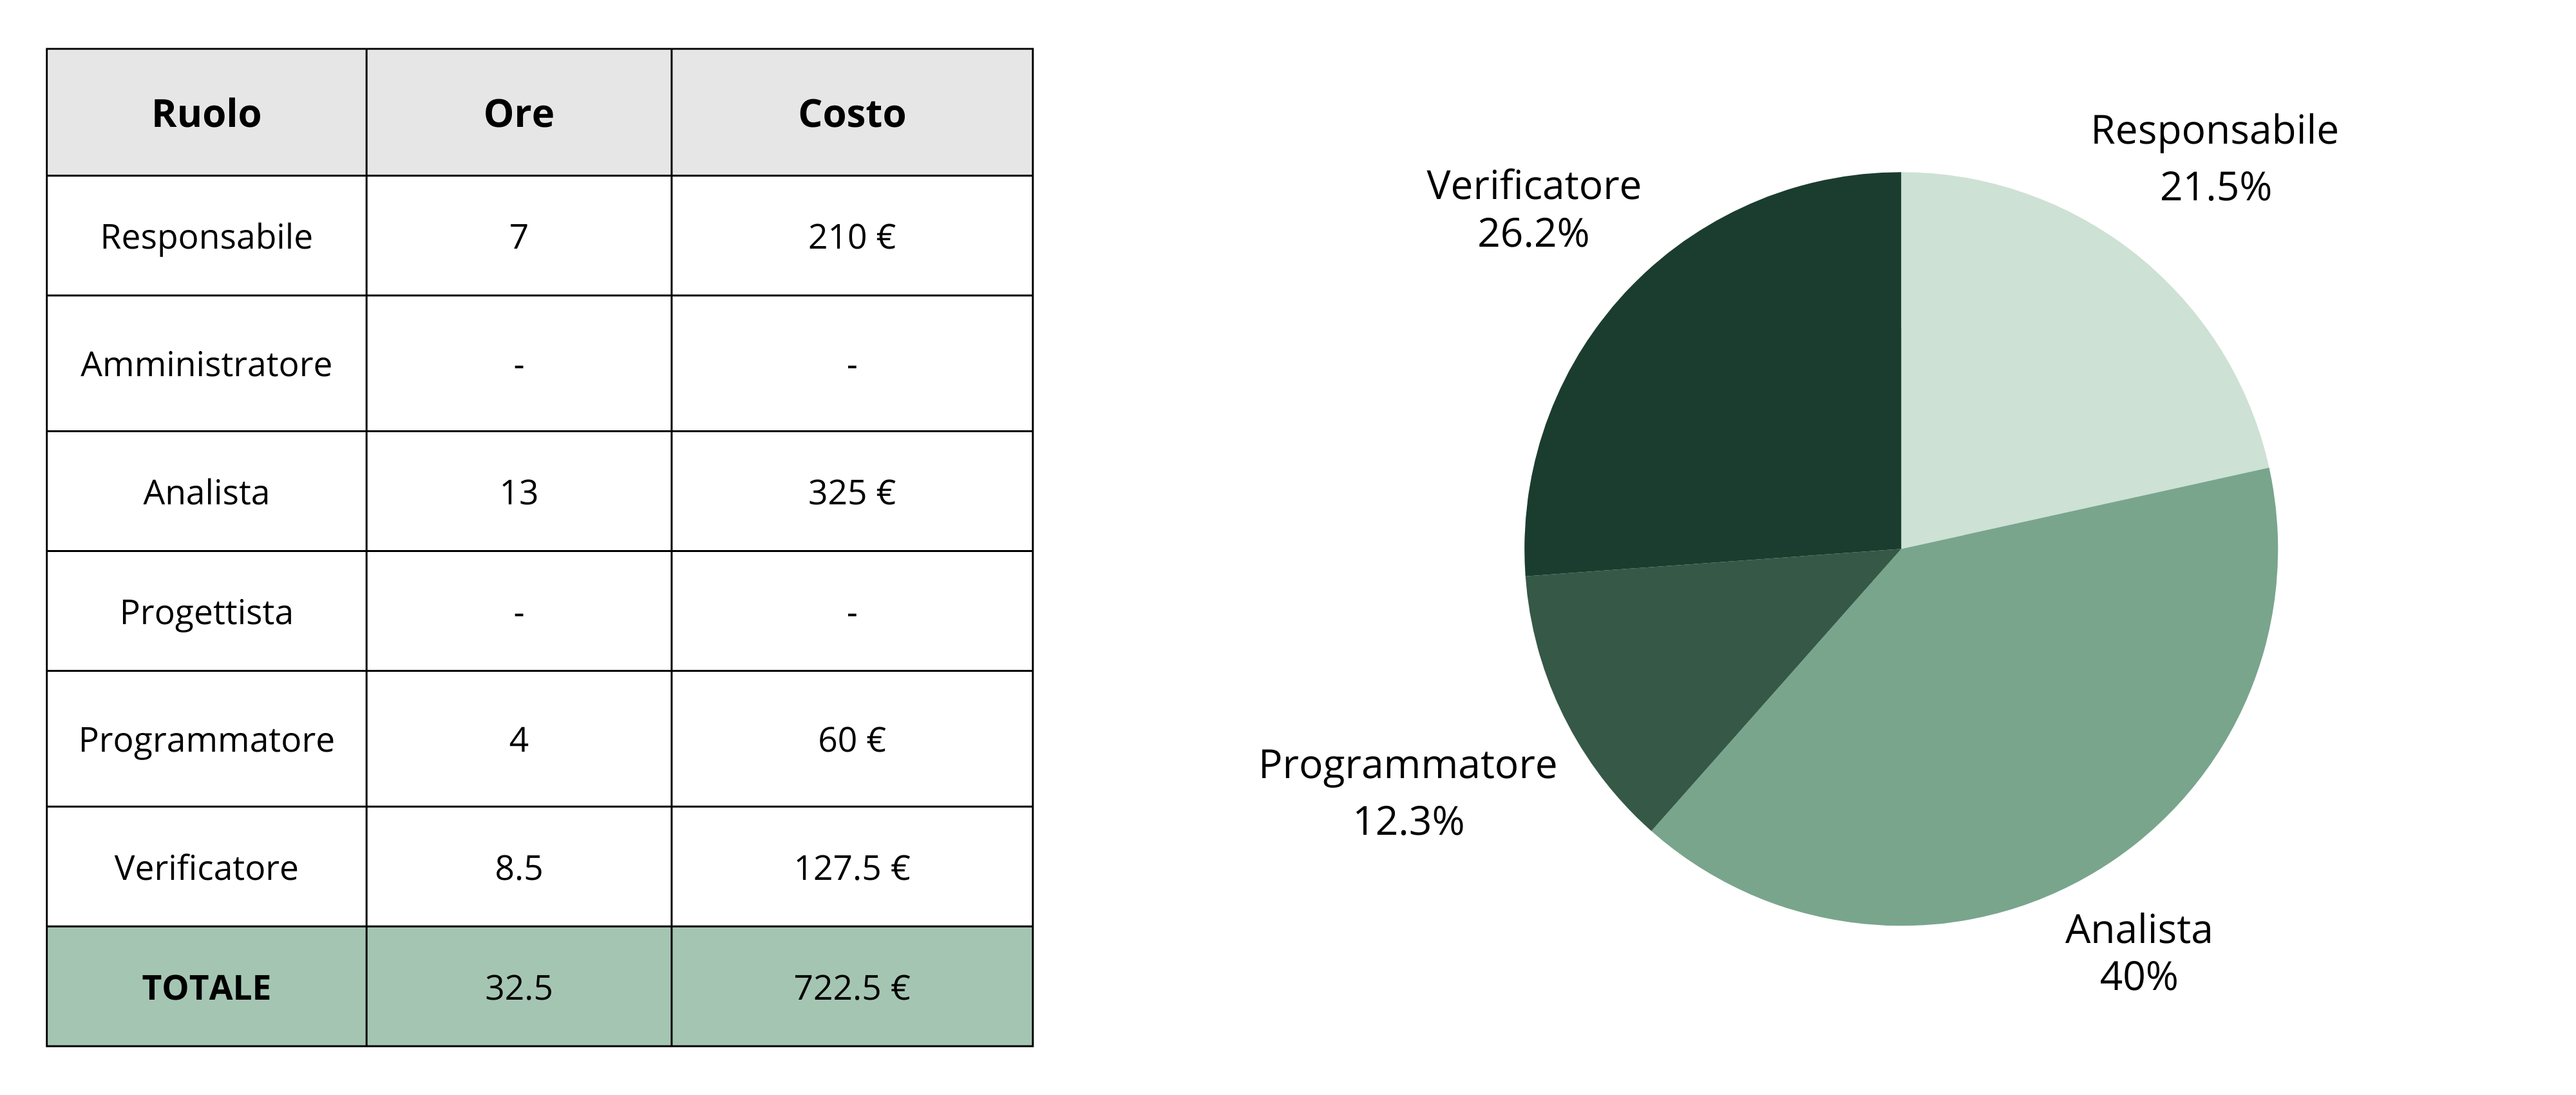 Ruolo Ore Costo
Responsabile 7 210 €
Amministratore - -
Analista 13 325 €
Progettista - -
Programmatore 4 60 €
Verificatore 8.5 127.5 €
TOTALE 32.5 722.5 €
Responsabile
21.5%
Verificatore
26.2%
Programmatore
12.3%
Analista
40%